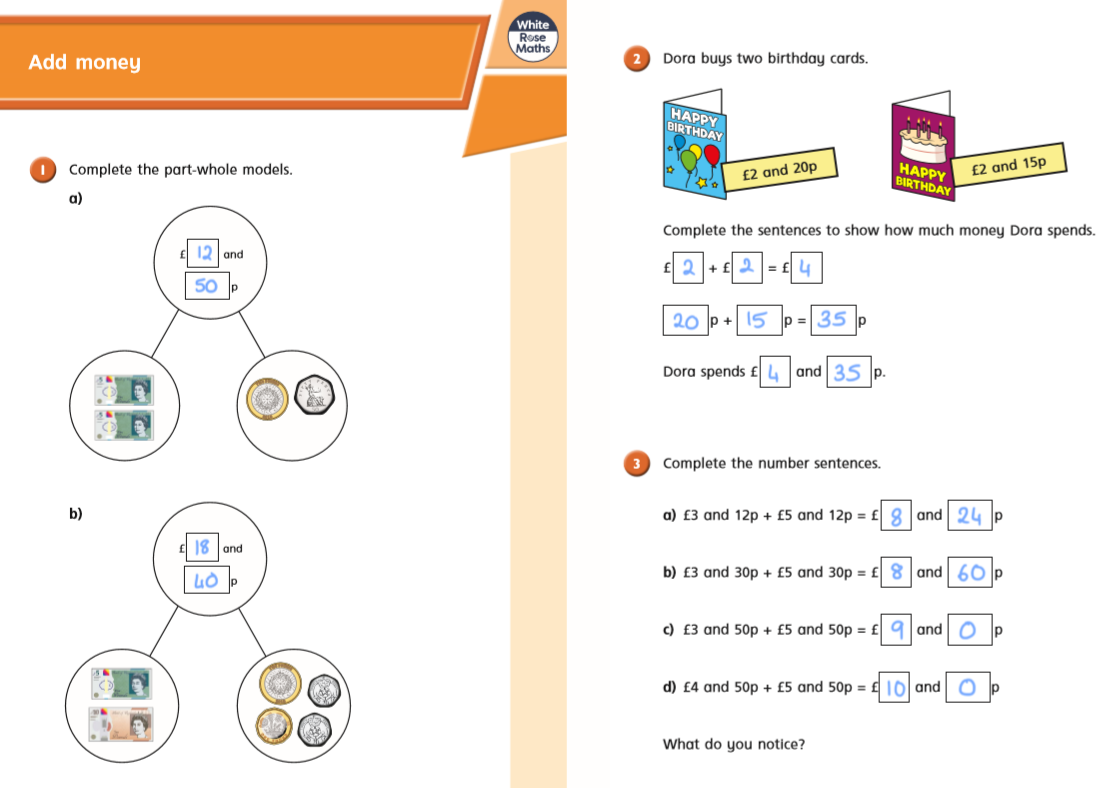 Add money
White
Rose
Maths
1 Complete the part-whole models.
a)
£ 12 and
50 p
b)
£ 18 and
40 p
2 Dora buys two birthday cards.
HAPPY
BIRTHDAY
£2 and 20p
HAPPY
BIRTHDAY
£2 and 15p
Complete the sentences to show how much money Dora spends.
£ 2 + £ 2 = £ 4
20 p + 15 p = 35 p
Dora spends £ 4 and 35 p.
3 Complete the number sentences.
a) £3 and 12p + £5 and 12p = £ 8 and 24 p
b) £3 and 30p + £5 and 30p = £ 8 and 60 p
c) £3 and 50p + £5 and 50p = £ 9 and 0 p
d) £4 and 50p + £5 and 50p = £ 10 and 0 p
What do you notice?